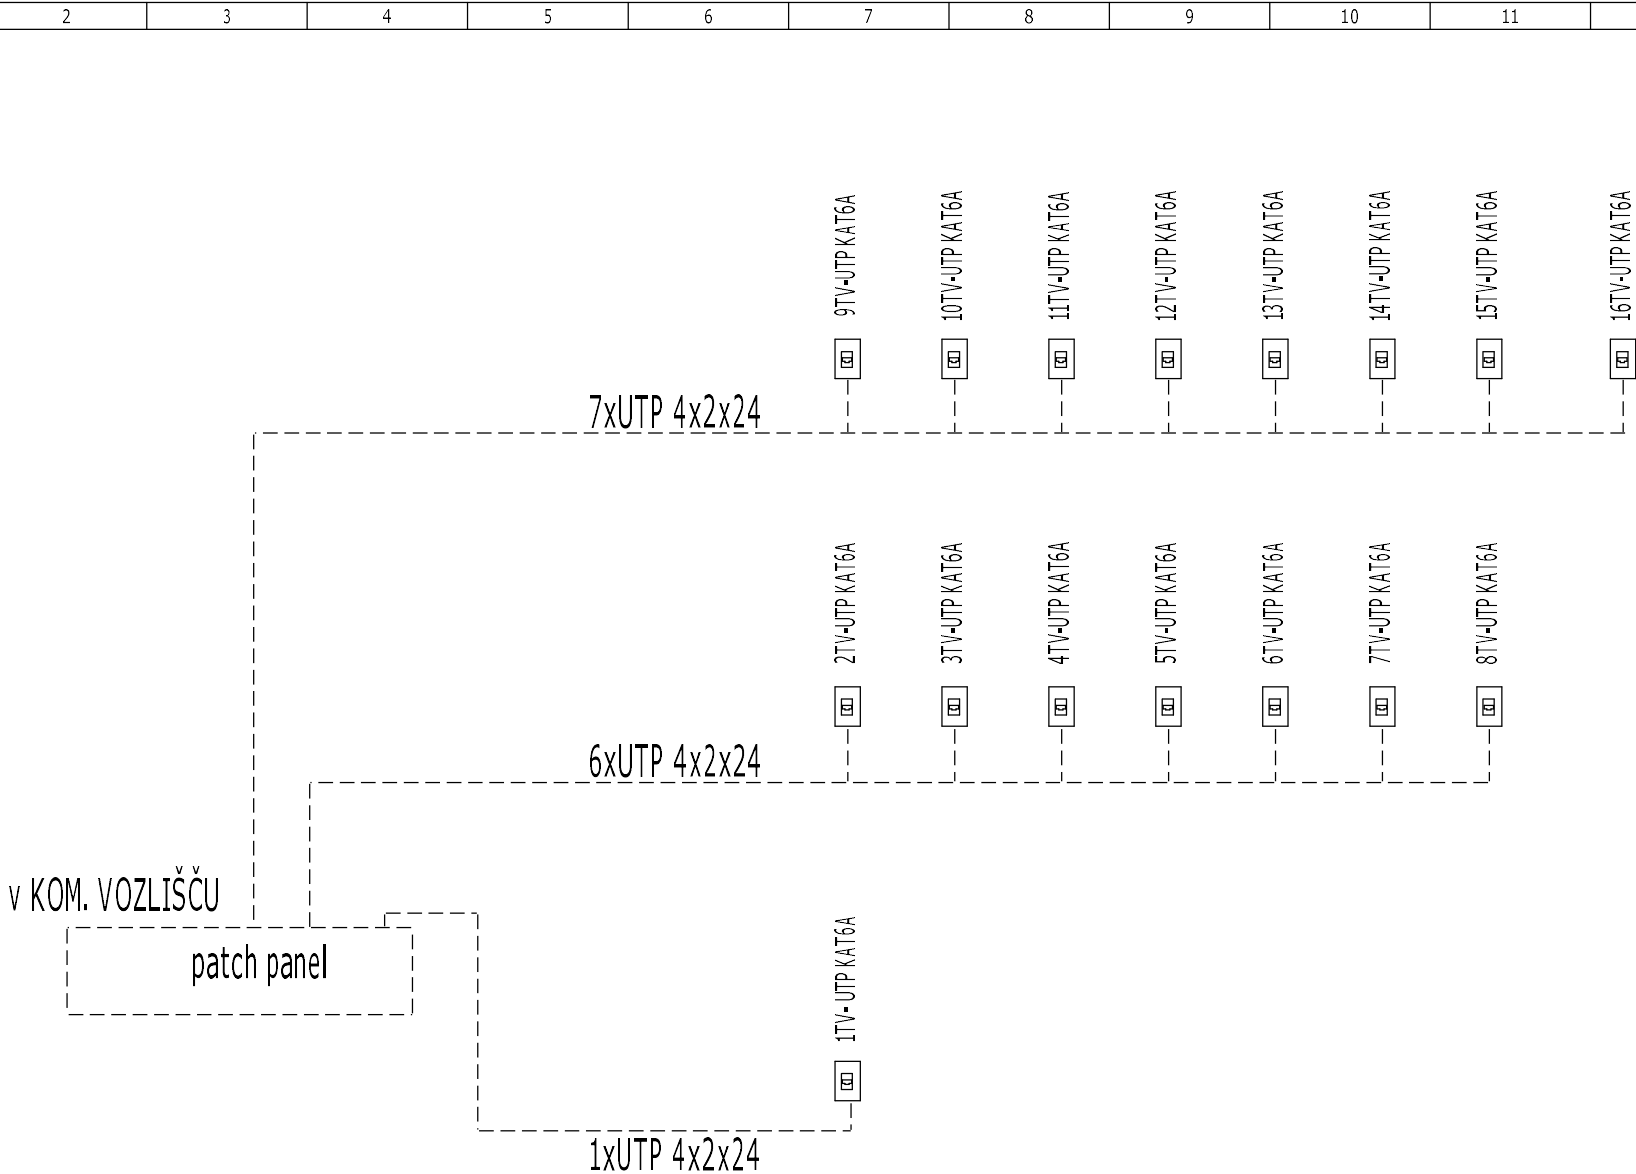 2 3 4 5 6 7 8 9 10 11
9TV-UTP KAT6A
10TV-UTP KAT6A
11TV-UTP KAT6A
12TV-UTP KAT6A
13TV-UTP KAT6A
14TV-UTP KAT6A
15TV-UTP KAT6A
16TV-UTP KAT6A
7xUTP 4x2x24
2TV-UTP KAT6A
3TV-UTP KAT6A
4TV-UTP KAT6A
5TV-UTP KAT6A
6TV-UTP KAT6A
7TV-UTP KAT6A
8TV-UTP KAT6A
6xUTP 4x2x24
v KOM. VOZLIŠČU
patch panel
1TV- UTP KAT6A
1xUTP 4x2x24